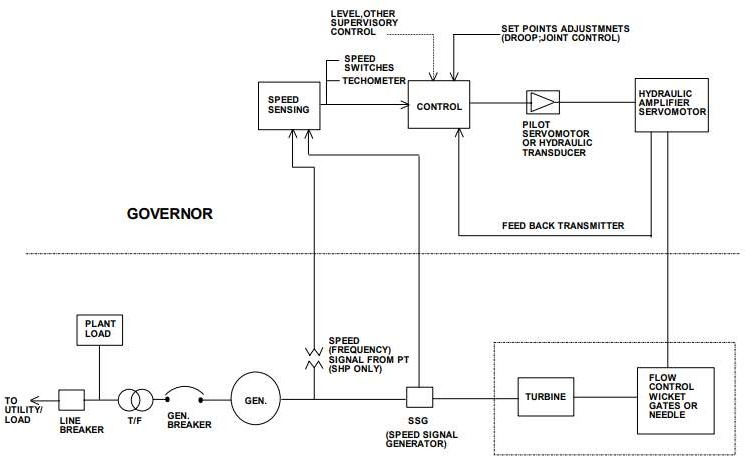 LEVEL,OTHER
SUPERVISORY
CONTROL
SET POINTS ADJUSTMNETS
(DROOP;JOINT CONTROL)
SPEED
SWITCHES
TECHOMETER
SPEED
SENSING
CONTROL
HYDRAULIC
AMPLIFIER
SERVOMOTOR
PILOT
SERVOMOTOR
OR HYDRAULIC
TRANSDUCER
GOVERNOR
FEED BACK TRANSMITTER
PLANT
LOAD
SPEED
(FREQUENCY)
SIGNAL FROM PT
(SHP ONLY)
TO
UTILITY/
LOAD
LINE
BREAKER
T/F
GEN.
BREAKER
GEN.
SSG
(SPEED SIGNAL
GENERATOR)
TURBINE
FLOW
CONTROL
WICKET
GATES OR
NEEDLE